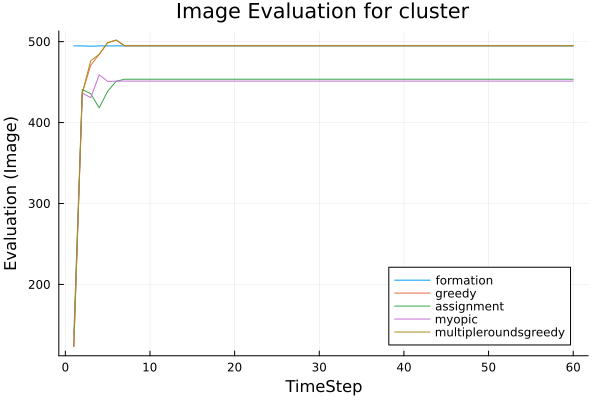 Image Evaluation for cluster
Evaluation (Image)
500
400
300
200
0
10
20
30
40
50
60
TimeStep
formation
greedy
assignment
myopic
multipleroundsgreedy